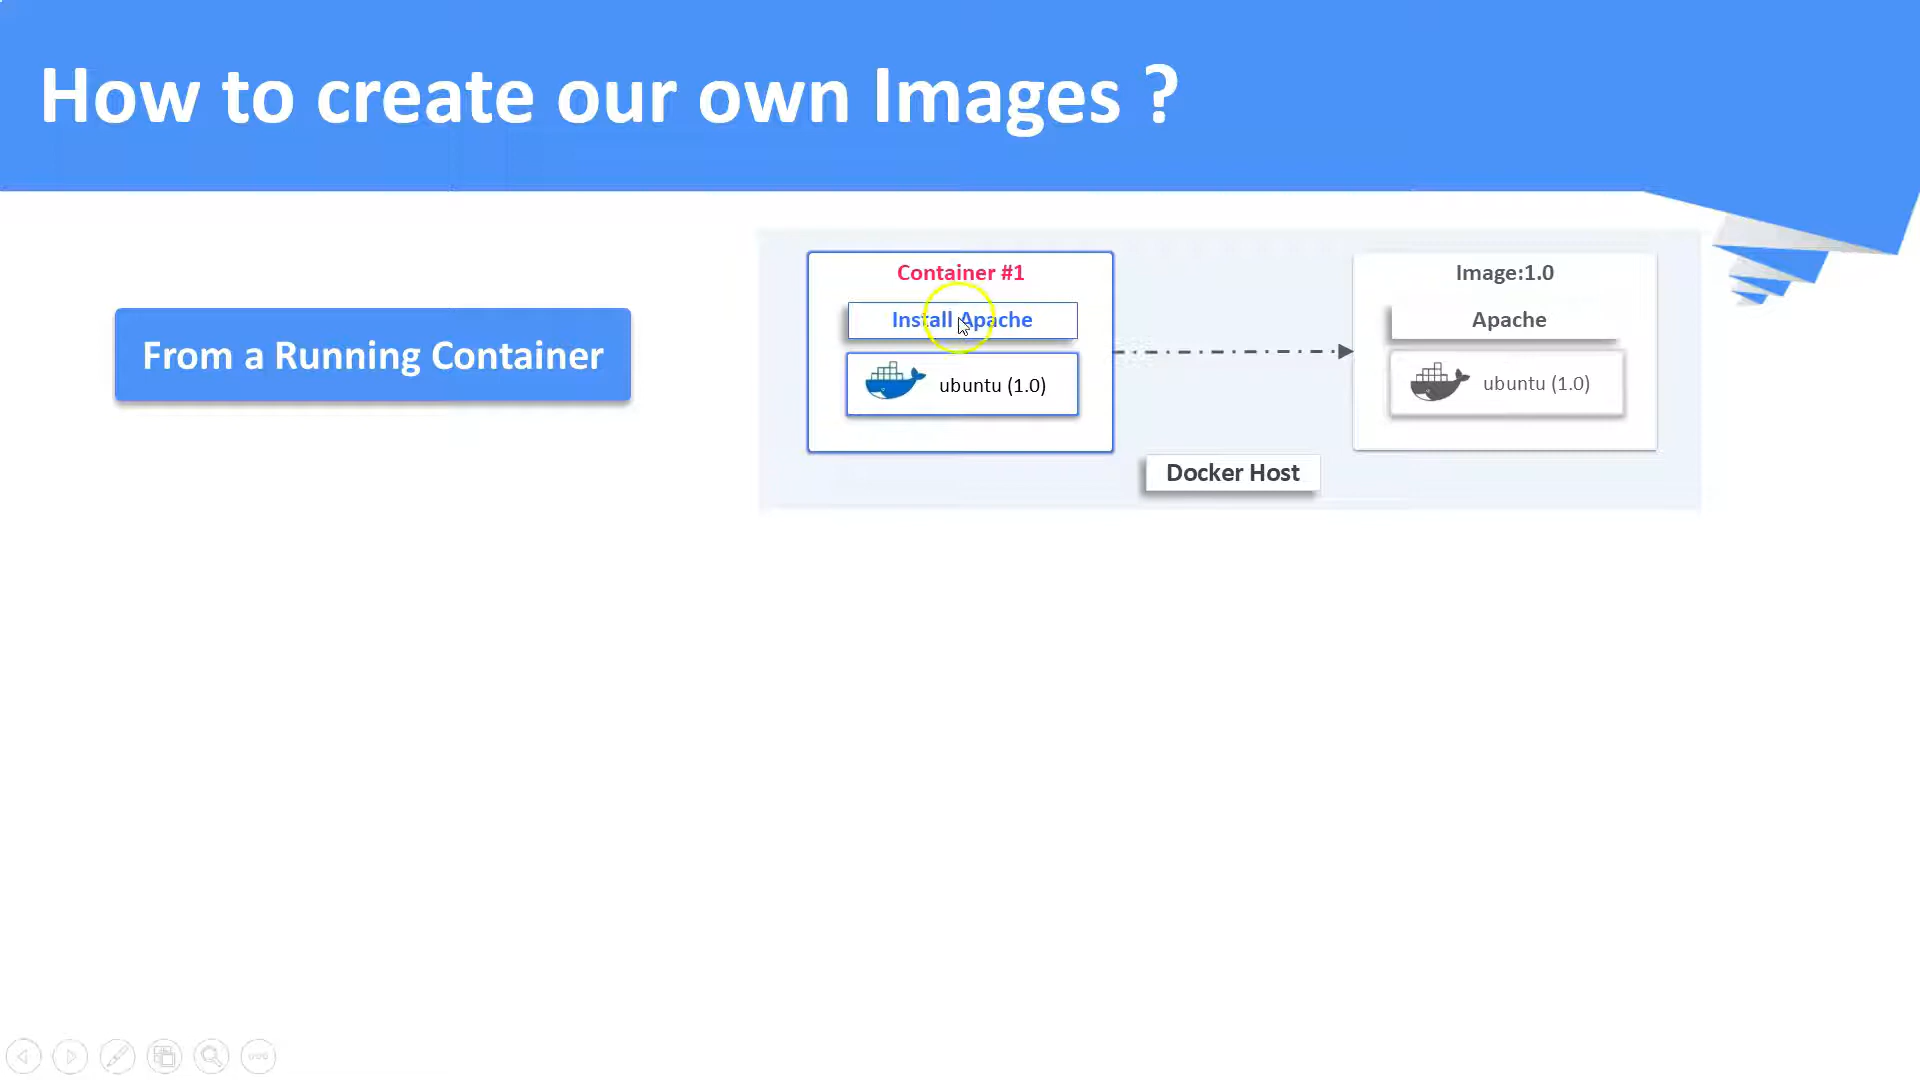 How to create our own Images ?
From a Running Container
Container #1
Install Apache
ubuntu (1.0)
Image:1.0
Apache
ubuntu (1.0)
Docker Host